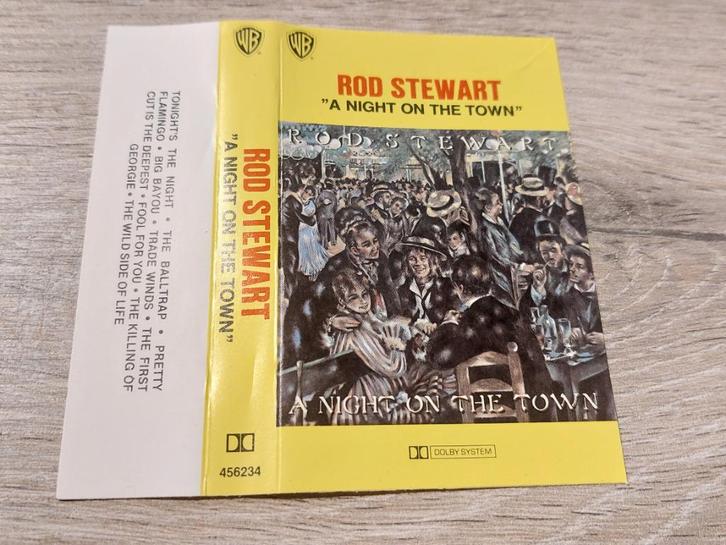 TONIGHT'S THE NIGHT • THE BALLTRAP • PRETTY
FLAMINGO • BIG BAYOU • TRADE WINDS • THE FIRST
CUT IS THE DEEPEST • FOOL FOR YOU • THE KILLING OF
GEORGIE • THE WILD SIDE OF LIFE
WB
ROD STEWART
"A NIGHT ON THE TOWN"
456234
WB
ROD STEWART
"A NIGHT ON THE TOWN"
ROD STEWART
A NIGHT ON THE TOWN
DOLBY SYSTEM